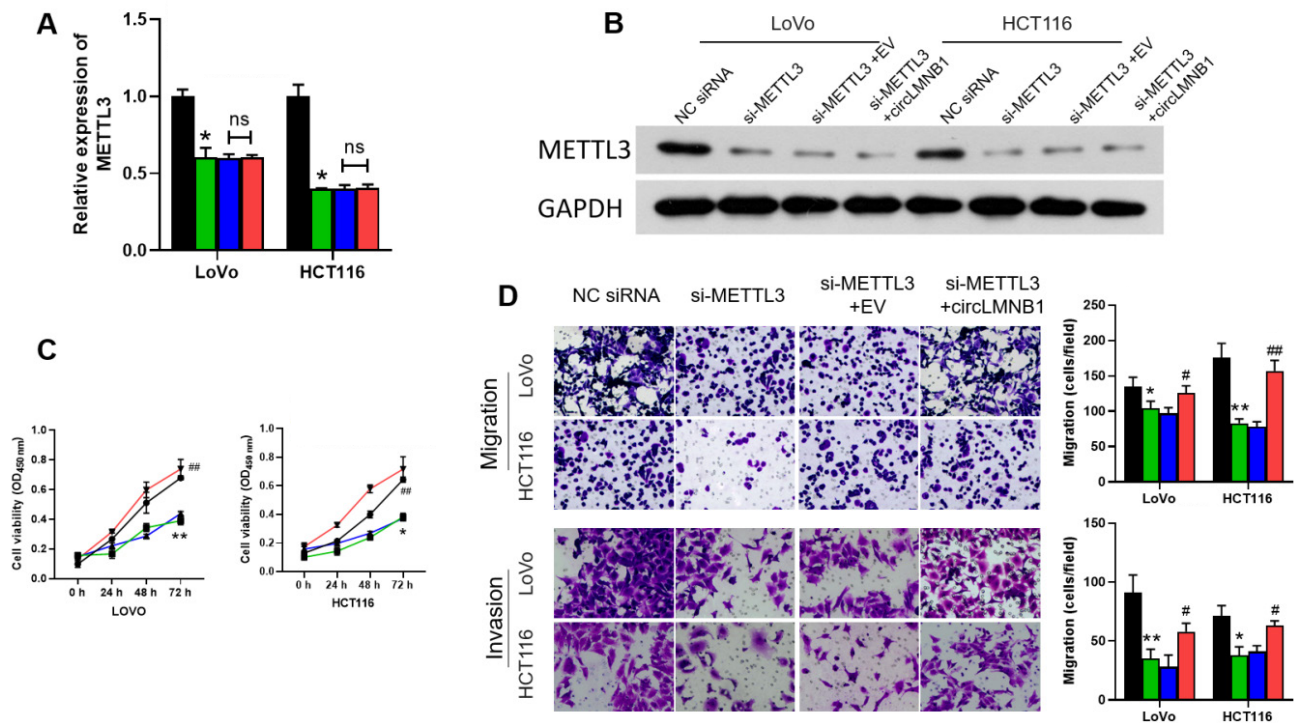 A
Relative expression of
METTL3
1.5
1.0
0.5
0.0
*
ns
*
ns
LoVo
HCT116
B
LoVo
HCT116
NC siRNA
si-METTL3
si-METTL3 +EV
si-METTL3
+circLMNB1
NC siRNA
si-METTL3
si-METTL3 +EV
si-METTL3
+circLMNB1
METTL3
GAPDH
C
Cell viability (OD450 nm)
1.0
0.8
0.6
0.4
0.2
0.0
##
**
0 h
24 h
48 h
72 h
LOVO
Cell viability (OD450 nm)
1.0
0.8
0.6
0.4
0.2
0.0
##
*
0 h
24 h
48 h
72 h
HCT116
D
NC siRNA
si-METTL3
si-METTL3
+EV
si-METTL3
+circLMNB1
Migration
LoVo
HCT116
Invasion
LoVo
HCT116
Migration (cells/field)
250
200
150
100
50
0
*
#
**
##
LoVo
HCT116
Migration (cells/field)
150
100
50
0
**
#
*
#
LoVo
HCT116